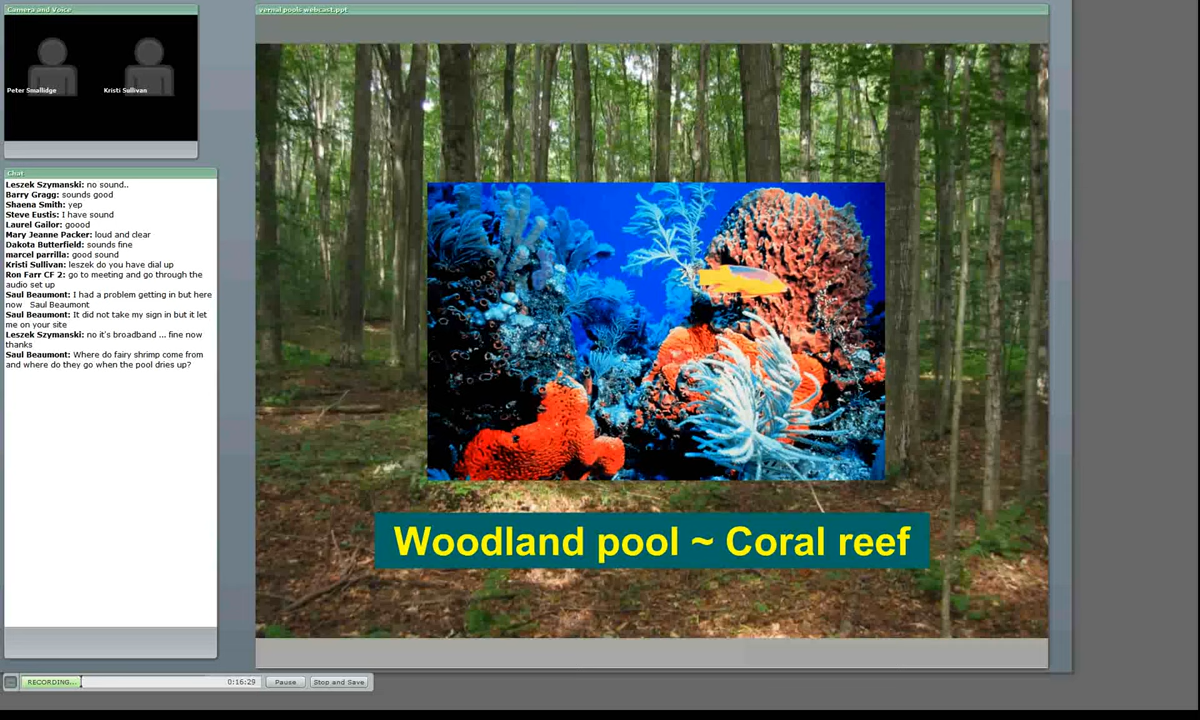 Camera and Voice
Peter Smallidge
Kristi Sullivan
Chat
Leszek Szymanski: no sound..
Barry Gragg: sounds good
Shaena Smith: yep
Steve Eustis: I have sound
Laurel Gailor: goood
Mary Jeanne Packer: loud and clear
Dakota Butterfield: sounds fine
marcel parrilla: good sound
Kristi Sullivan: leszek do you have dial up
Ron Farr CF 2: go to meeting and go through the
audio set up
Saul Beaumont: I had a problem getting in but here
now Saul Beaumont
Saul Beaumont: It did not take my sign in but it let
me on your site
Leszek Szymanski: no it's broadband ... fine now
thanks
Saul Beaumont: Where do fairy shrimp come from
and where do they go when the pool dries up?
vernal pools webcast.ppt
Woodland pool ~ Coral reef
RECORDING...
0:16:29
Pause
Stop and Save